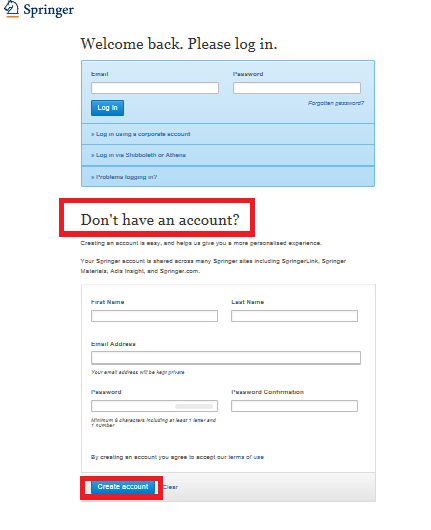 Springer
Welcome back. Please log in.
Email Password
Log in
Forgotten password?
» Log in using a corporate account
» Log in via Shibboleth or Athens
» Problems logging in?
Don't have an account?
Creating an account is easy, and helps us give you a more personalised experience.
Your Springer account is shared across many Springer sites including SpringerLink, Springer
Materials, Adis Insight, and Springer.com.
First Name Last Name
Email Address
Your email address will be kept private
Password Password Confirmation
Minimum 6 characters including at least 1 letter and
1 number
By creating an account you agree to accept our terms of use
Create account Clear